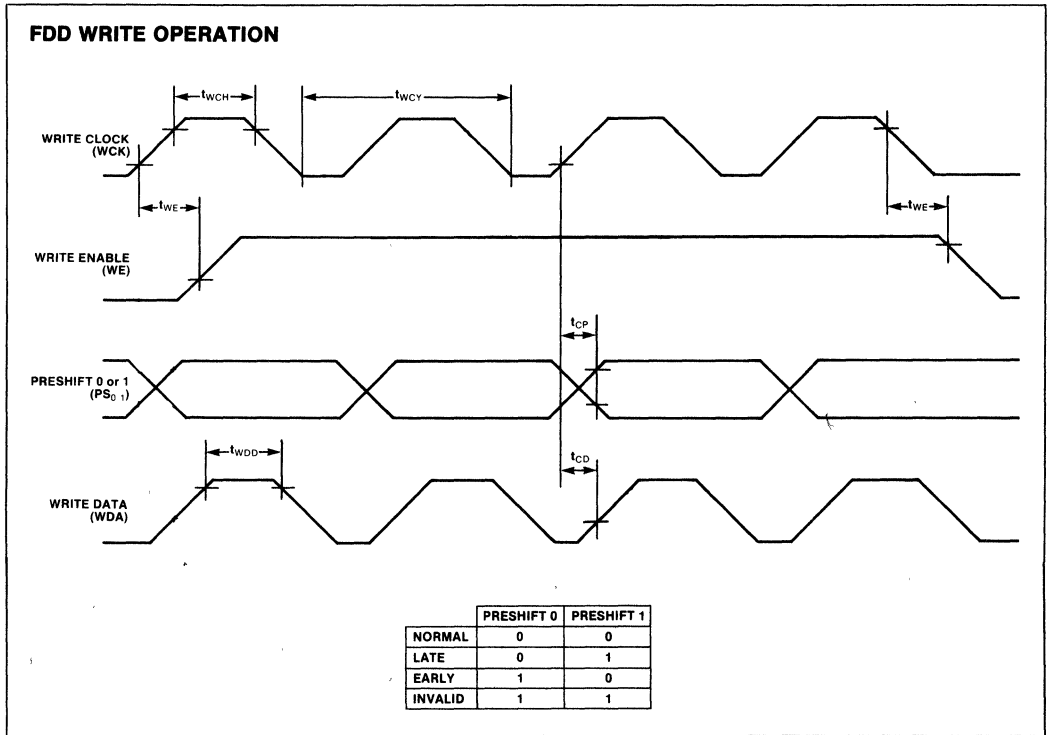 FDD WRITE OPERATION
tWCH
tWCY
WRITE CLOCK
(WCK)
tWE
tWE
WRITE ENABLE
(WE)
tCP
PRESHIFT 0 or 1
(PS0 1)
tWDD
tCD
WRITE DATA
(WDA)
PRESHIFT 0 PRESHIFT 1
NORMAL 0 0
LATE 0 1
EARLY 1 0
INVALID 1 1